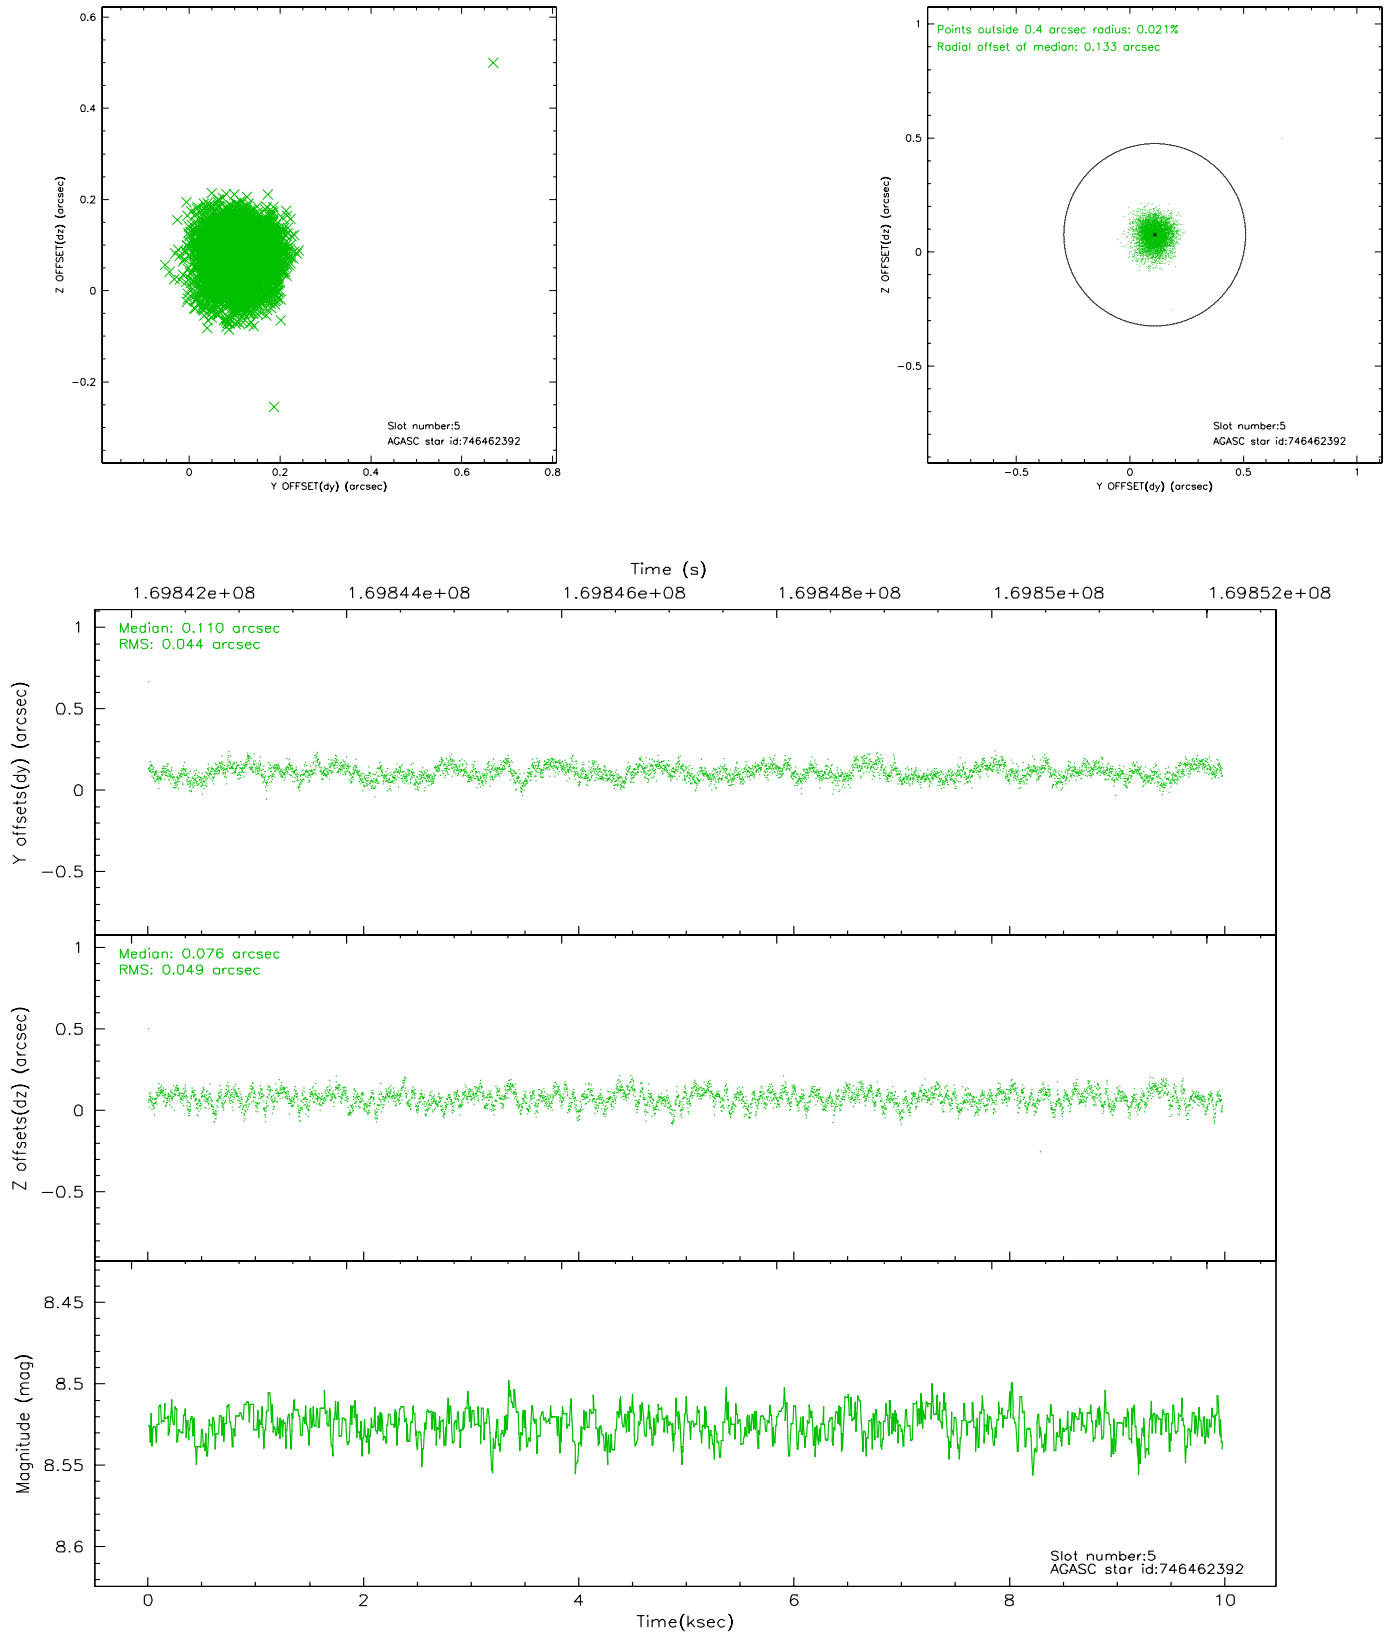 0.6
0.4
0.2
0
−0.2
Z OFFSET(dz) (arcsec)
Slot number:5
AGASC star id:746462392
0 0.2 0.4 0.6 0.8
Y OFFSET(dy) (arcsec)
Points outside 0.4 arcsec radius: 0.021%
Radial offset of median: 0.133 arcsec
1
0.5
0
−0.5
Z OFFSET(dz) (arcsec)
Slot number:5
AGASC star id:746462392
−0.5 0 0.5 1
Y OFFSET(dy) (arcsec)
Time (s)
1.69842e+08 1.69844e+08 1.69846e+08 1.69848e+08 1.6985e+08 1.69852e+08
Median: 0.110 arcsec
RMS: 0.044 arcsec
1
0.5
0
−0.5
Y offsets(dy) (arcsec)
Median: 0.076 arcsec
RMS: 0.049 arcsec
1
0.5
0
−0.5
Z offsets(dz) (arcsec)
8.45
8.5
8.55
8.6
Magnitude (mag)
Slot number:5
AGASC star id:746462392
0 2 4 6 8 10
Time(ksec)